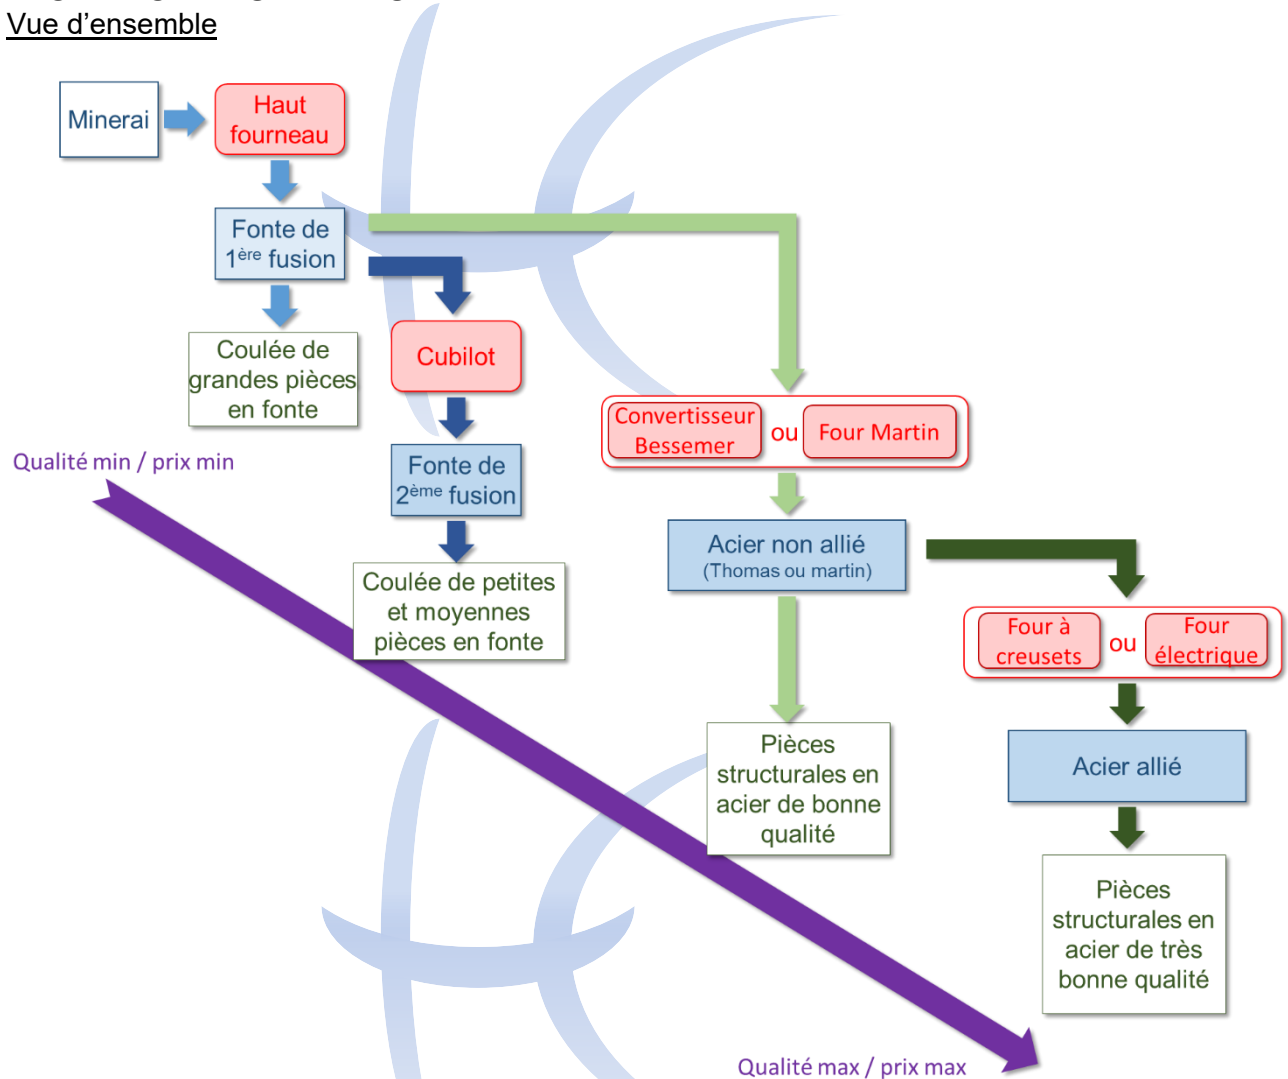 Vue d’ensemble
Minerai
Haut
fourneau
Fonte de
1ère fusion
Coulée de
grandes pièces
en fonte
Cubilot
Fonte de
2ème fusion
Coulée de petites
et moyennes
pièces en fonte
Convertisseur
Bessemer
ou
Four Martin
Acier non allié
(Thomas ou martin)
Pièces
structurales en
acier de bonne
qualité
Four à
creusets
ou
Four
électrique
Acier allié
Pièces
structurales en
acier de très
bonne qualité
Qualité min / prix min
Qualité max / prix max